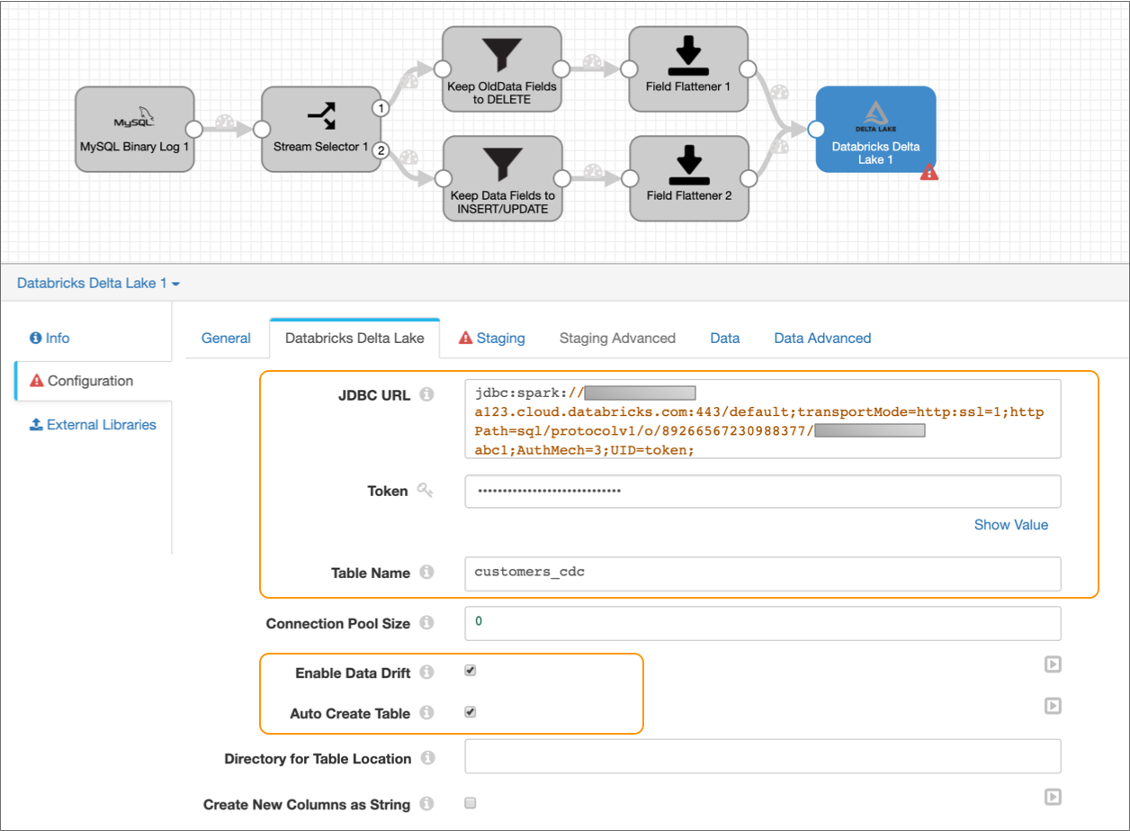 Keep OldData Fields
to DELETE
Field Flattener 1
MySQL
MySQL Binary Log 1
Stream Selector 1
1
2
DELTA LAKE
Databricks Delta
Lake 1
Keep Data Fields to
INSERT/UPDATE
Field Flattener 2
Databricks Delta Lake 1
Info
Configuration
External Libraries
General
Databricks Delta Lake
Staging
Staging Advanced
Data
Data Advanced
JDBC URL
jdbc:spark://
a123.cloud.databricks.com:443/default;transportMode=http:ssl=1;http
Path=sql/protocolv1/o/89266567230988377/
abc1;AuthMech=3;UID=token;
Token
•••••••••••••••••••••••••••••
Show Value
Table Name
customers_cdc
Connection Pool Size
0
Enable Data Drift
Auto Create Table
Directory for Table Location
Create New Columns as String